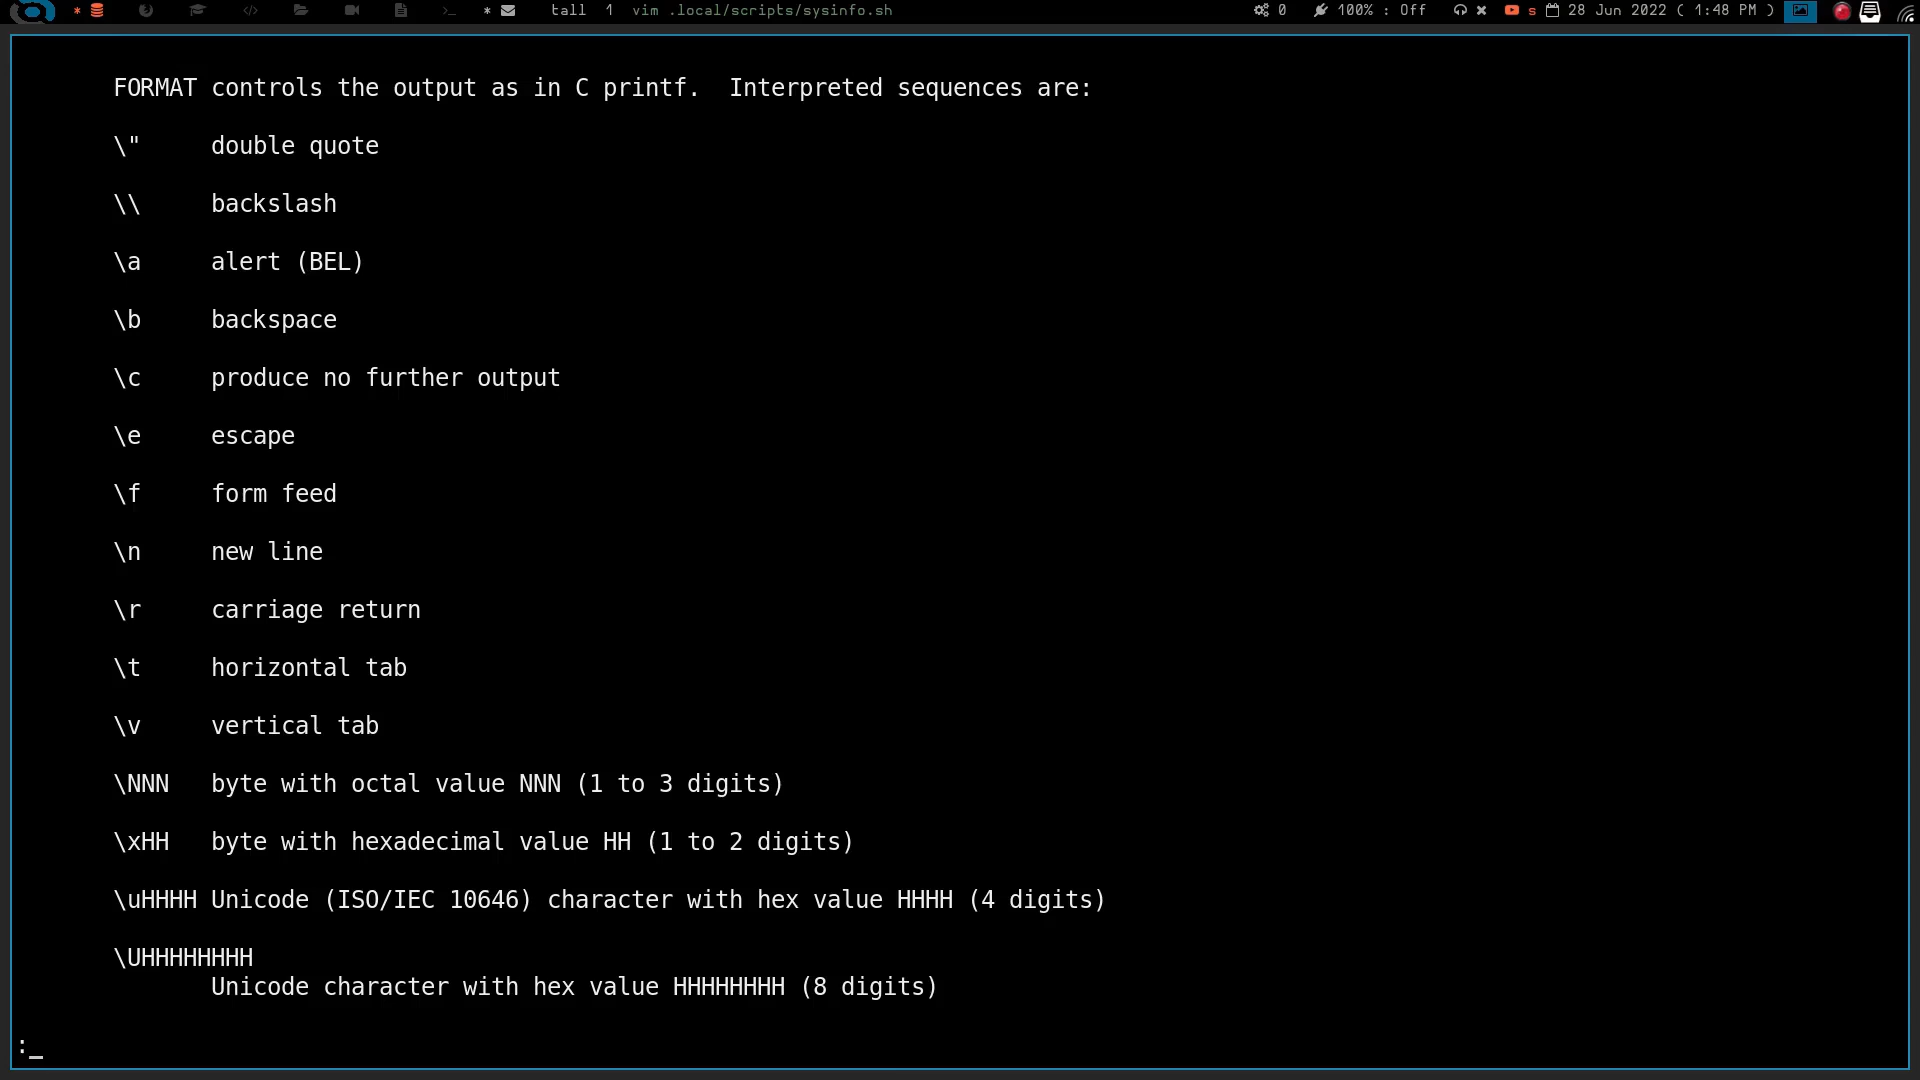 * * tall 1 vim .local/scripts/sysinfo.sh 0 100% : Off s 28 Jun 2022 ( 1:48 PM )
FORMAT controls the output as in C printf.  Interpreted sequences are:
\"     double quote
\\     backslash
\a     alert (BEL)
\b     backspace
\c     produce no further output
\e     escape
\f     form feed
\n     new line
\r     carriage return
\t     horizontal tab
\v     vertical tab
\NNN   byte with octal value NNN (1 to 3 digits)
\xHH   byte with hexadecimal value HH (1 to 2 digits)
\uHHHH Unicode (ISO/IEC 10646) character with hex value HHHH (4 digits)
\UHHHHHHHH
Unicode character with hex value HHHHHHHH (8 digits)
:_